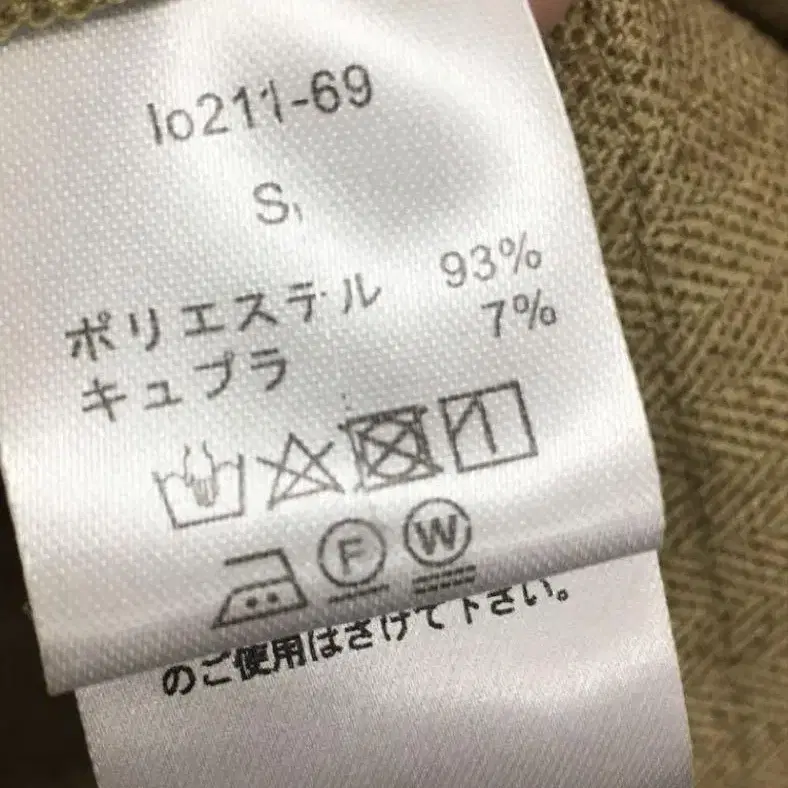 lo211-69
S
ポリエステル 93%
キュプラ 7%
F W
のご使用はさけて下さい。